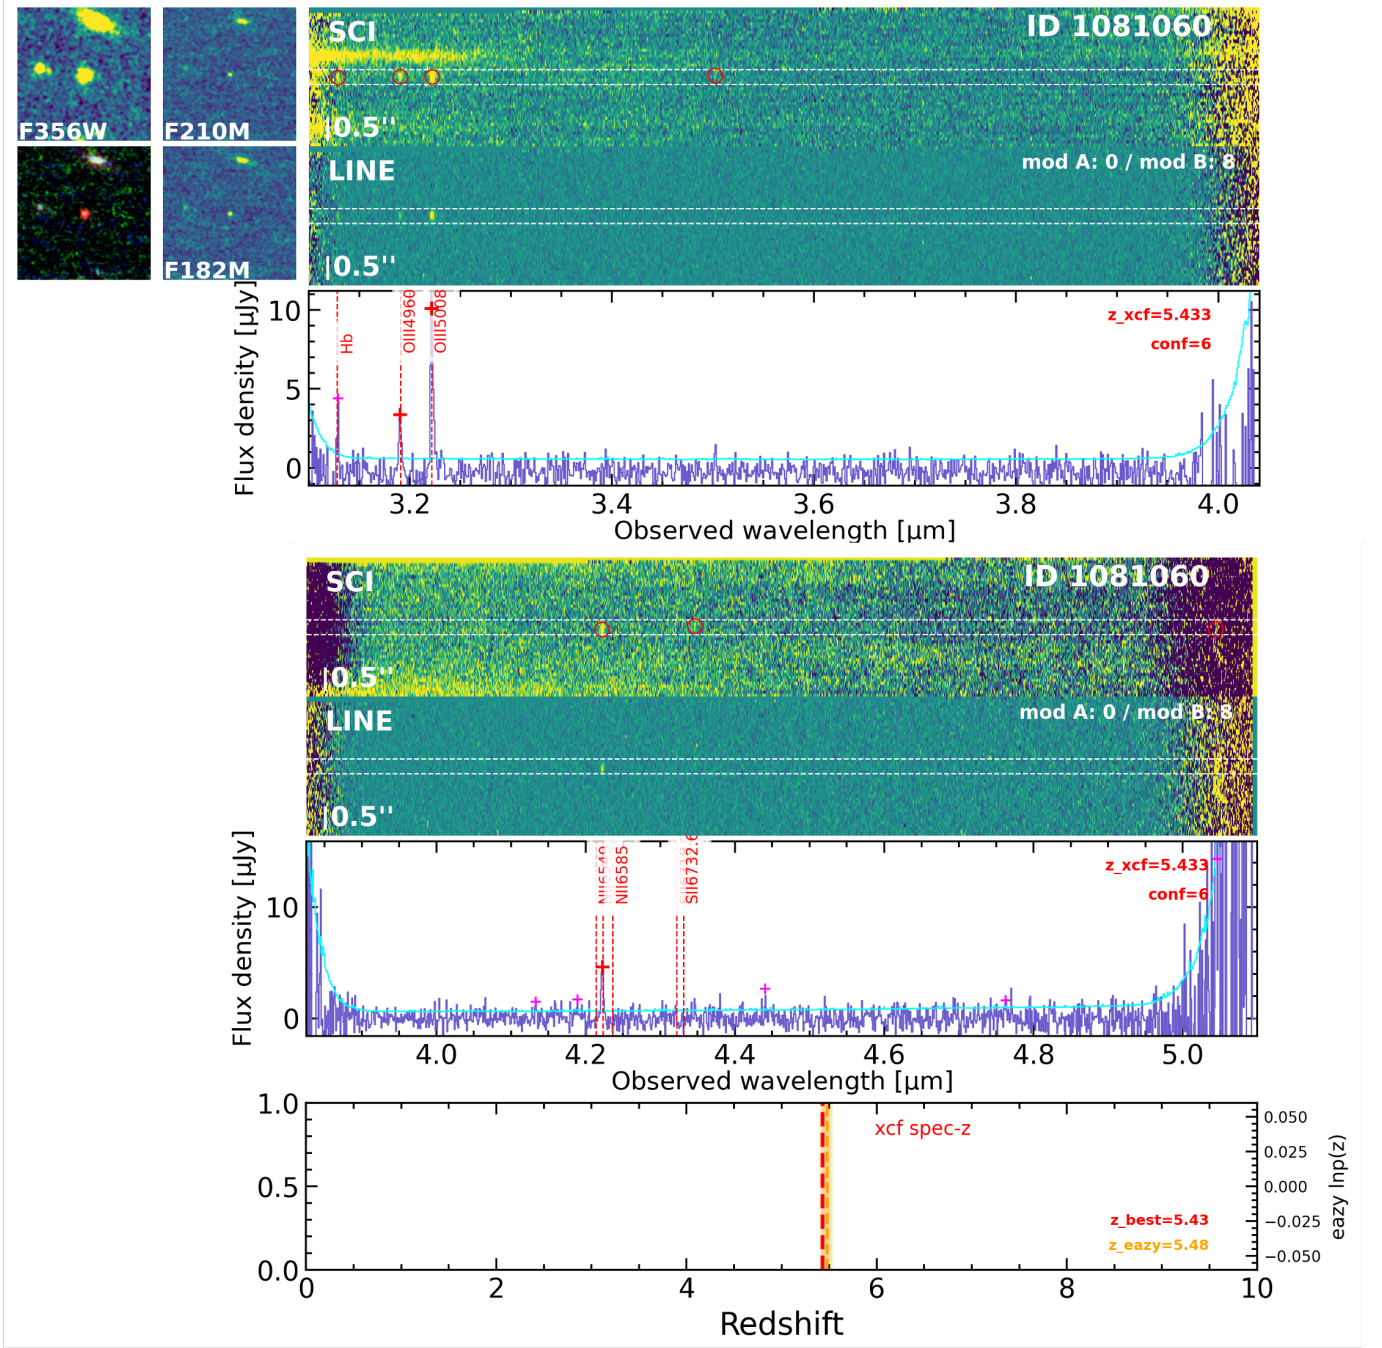 F356W
F210M
F182M
SCI
ID 1081060
|0.5''
LINE
mod A: 0 / mod B: 8
|0.5''
Flux density [μJy]
10
5
0
Hb
OIII4960
OIII5008
z_xcf=5.433
conf=6
3.2
3.4
3.6
3.8
4.0
Observed wavelength [μm]
SCI
ID 1081060
|0.5''
LINE
mod A: 0 / mod B: 8
|0.5''
Flux density [μJy]
10
0
NII6549
NII6585
SII6732.6
z_xcf=5.433
conf=6
4.0
4.2
4.4
4.6
4.8
5.0
Observed wavelength [μm]
1.0
0.5
0.0
xcf spec-z
z_best=5.43
z_eazy=5.48
0.050
0.025
0.000
−0.025
−0.050
eazy lnp(z)
0
2
4
6
8
10
Redshift